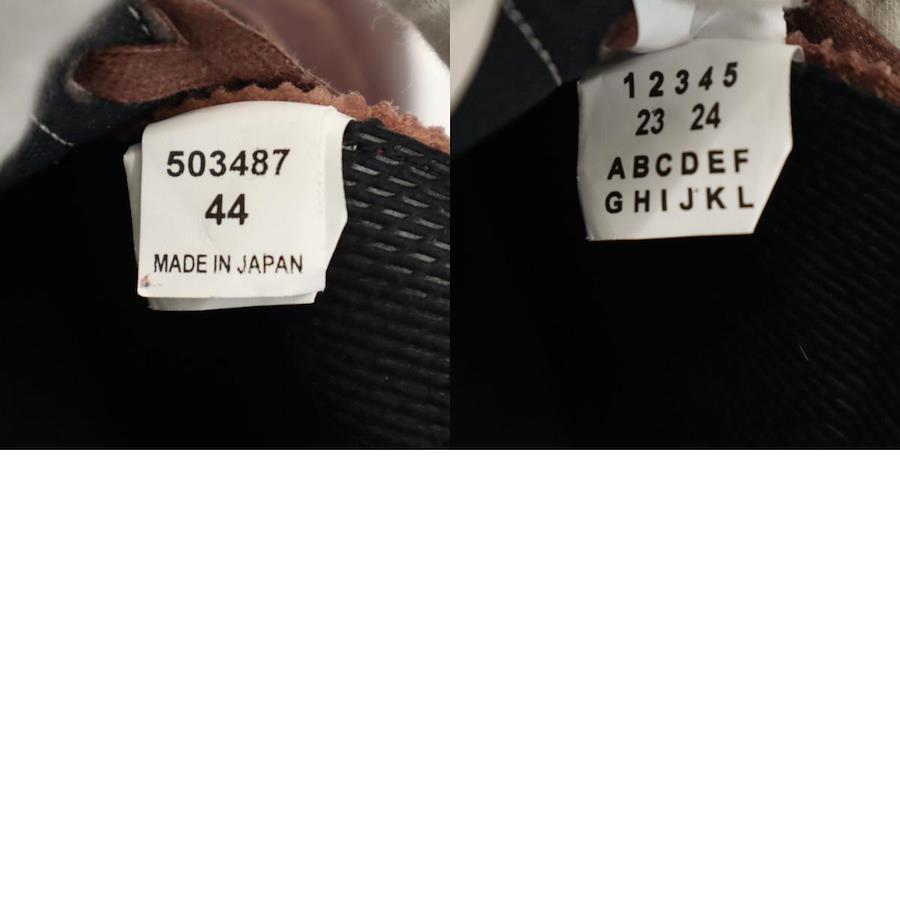 503487
44
MADE IN JAPAN
1 2 3 4 5
23 24
ABCDEF
GHIJKL